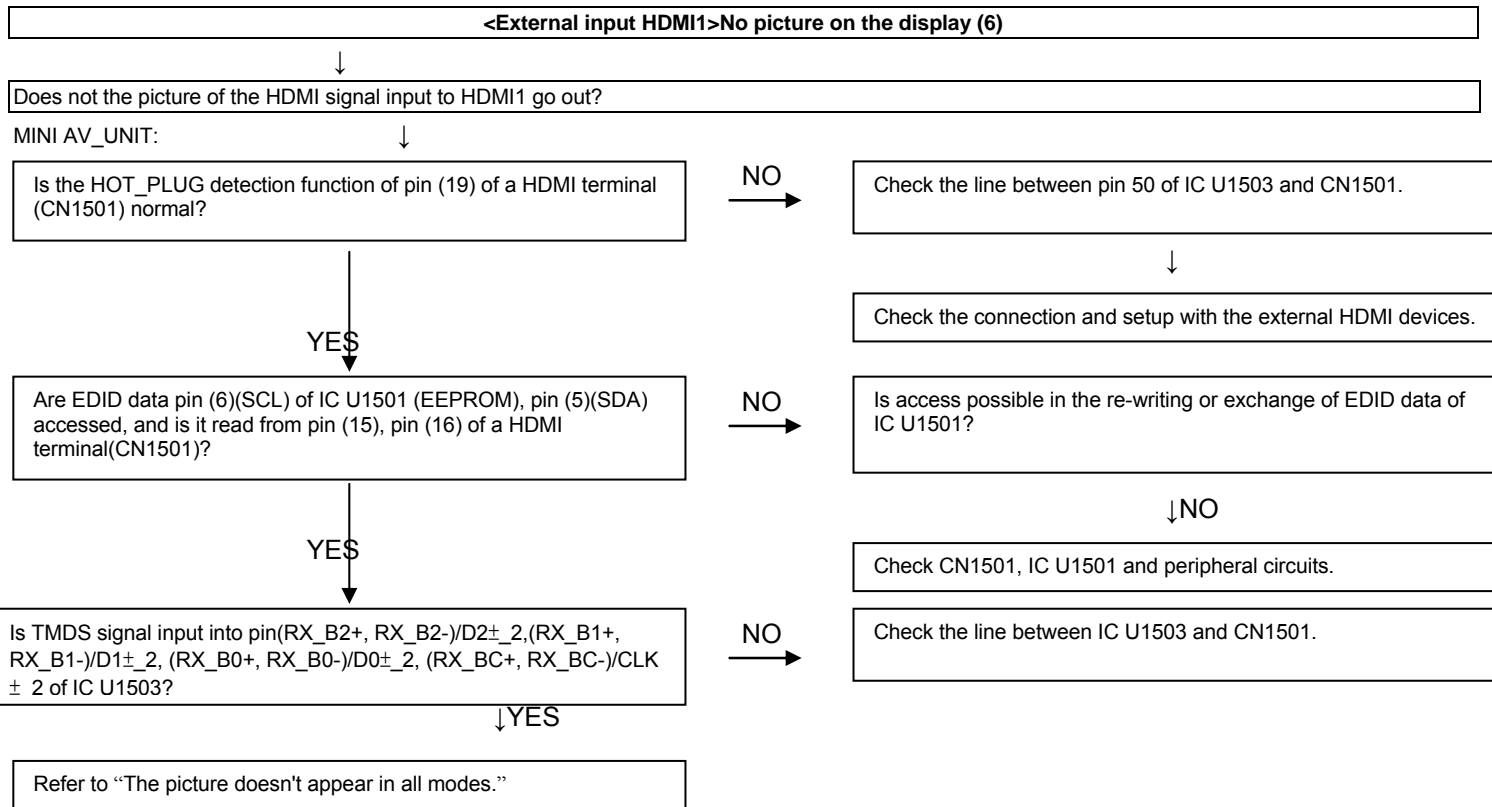 <External input HDMI1>No picture on the display (6)
↓
Does not the picture of the HDMI signal input to HDMI1 go out?
MINI AV_UNIT:
↓
Is the HOT_PLUG detection function of pin (19) of a HDMI terminal
(CN1501) normal?
NO
Check the line between pin 50 of IC U1503 and CN1501.
↓
Check the connection and setup with the external HDMI devices.
YES
Are EDID data pin (6)(SCL) of IC U1501 (EEPROM), pin (5)(SDA)
accessed, and is it read from pin (15), pin (16) of a HDMI
terminal(CN1501)?
NO
Is access possible in the re-writing or exchange of EDID data of
IC U1501?
↓NO
Check CN1501, IC U1501 and peripheral circuits.
YES
Is TMDS signal input into pin(RX_B2+, RX_B2-)/D2±_2,(RX_B1+,
RX_B1-)/D1±_2, (RX_B0+, RX_B0-)/D0±_2, (RX_BC+, RX_BC-)/CLK
± 2 of IC U1503?
NO
Check the line between IC U1503 and CN1501.
↓YES
Refer to “The picture doesn't appear in all modes.”